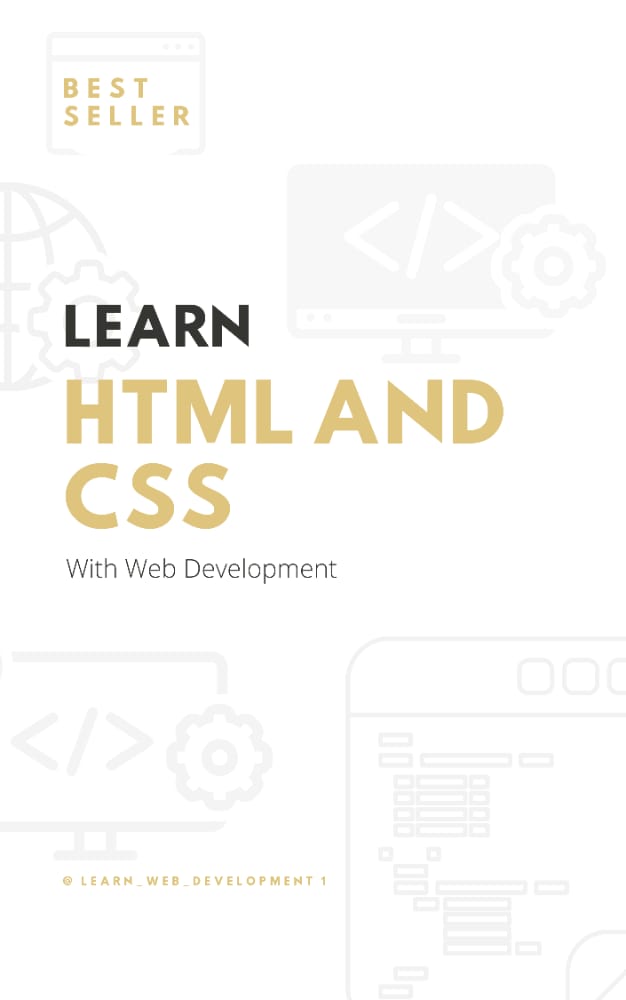 BEST
SELLER
LEARN
HTML AND
CSS
With Web Development
@ LEARN_WEB_DEVELOPMENT 1